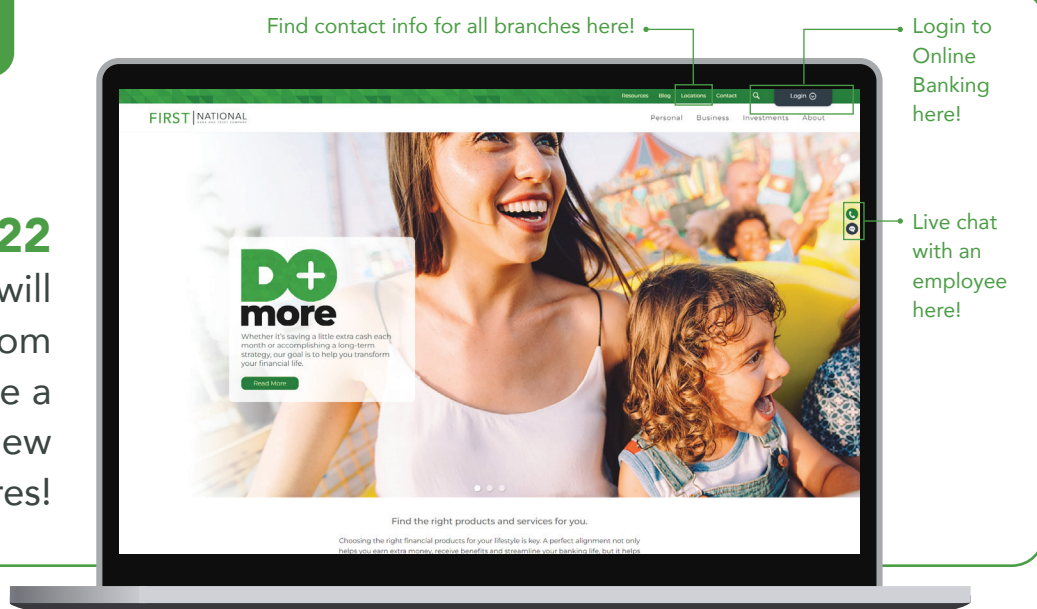 Find contact info for all branches here!
Login to
Online
Banking
here!
Resources Blog Locations Contact Login
FIRST NATIONAL
BANK AND TRUST COMPANY
Personal Business Investments About
22
will
om
e a
ew
res!
Live chat
with an
employee
here!
DO+
more
Whether it's saving a little extra cash each
month or accomplishing a long-term
strategy, our goal is to help you transform
your financial life.
Read More
Find the right products and services for you.
Choosing the right financial products for your lifestyle is key. A perfect alignment not only
helps you earn extra money, receive benefits and streamline your banking life, but it helps